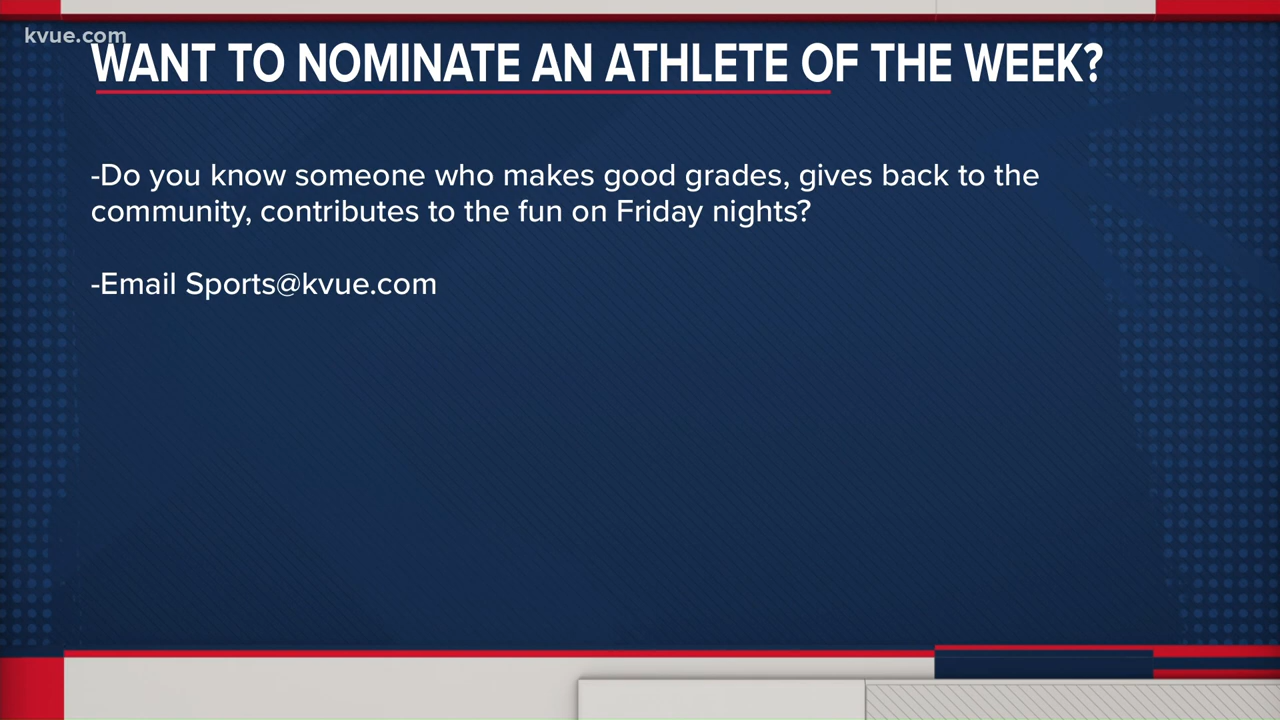 kvue.com
WANT TO NOMINATE AN ATHLETE OF THE WEEK?
-Do you know someone who makes good grades, gives back to the
community, contributes to the fun on Friday nights?
-Email Sports@kvue.com